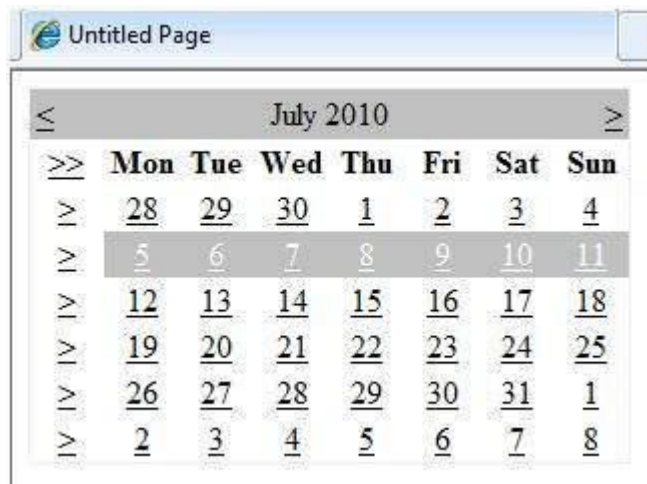 Untitled Page
< July 2010 >
>> Mon Tue Wed Thu Fri Sat Sun
> 28 29 30 1 2 3 4
> 5 6 7 8 9 10 11
> 12 13 14 15 16 17 18
> 19 20 21 22 23 24 25
> 26 27 28 29 30 31 1
> 2 3 4 5 6 7 8